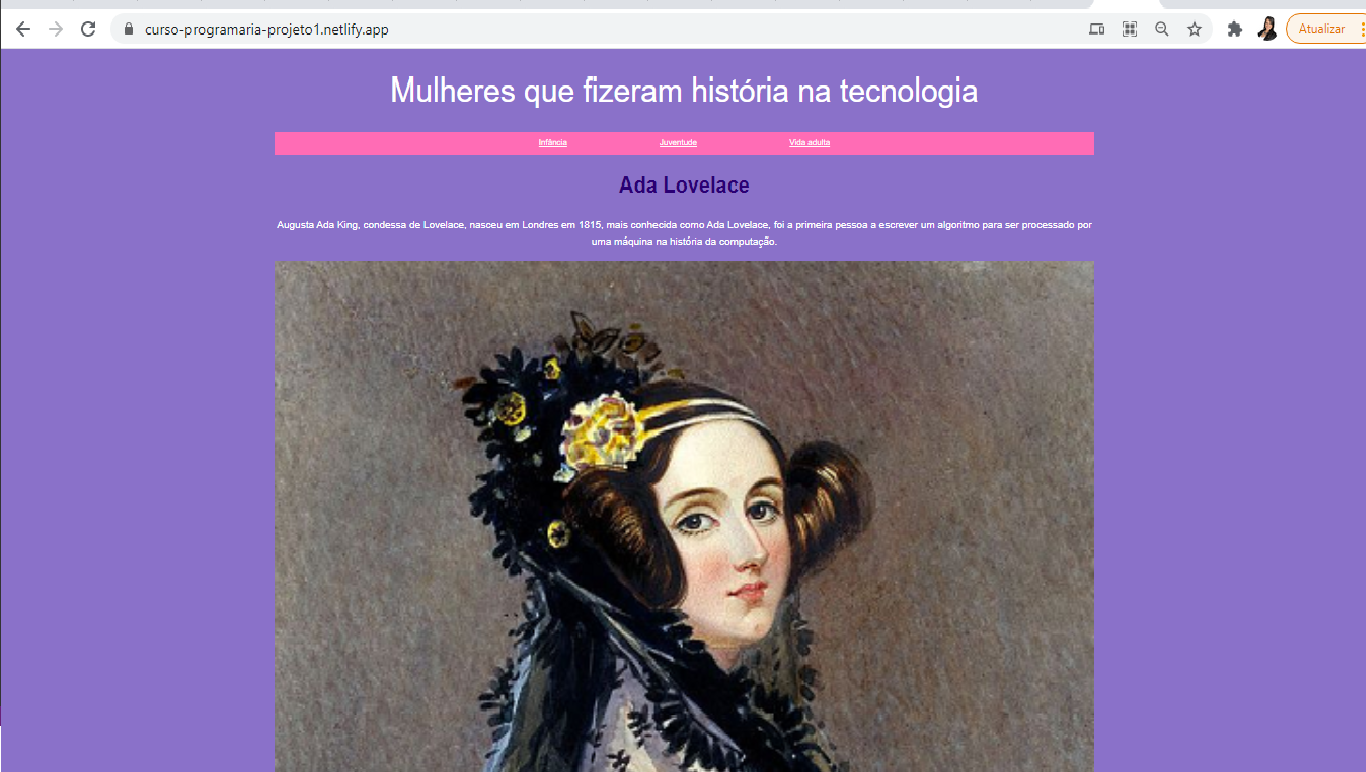 curso-programaria-projeto1.netlify.app
Atualizar
Mulheres que fizeram história na tecnologia
Infância Juventude Vida adulta
Ada Lovelace
Augusta Ada King, condessa de Lovelace, nasceu em Londres em 1815, mais conhecida como Ada Lovelace, foi a primeira pessoa a escrever um algoritmo para ser processado por
uma máquina na história da computação.